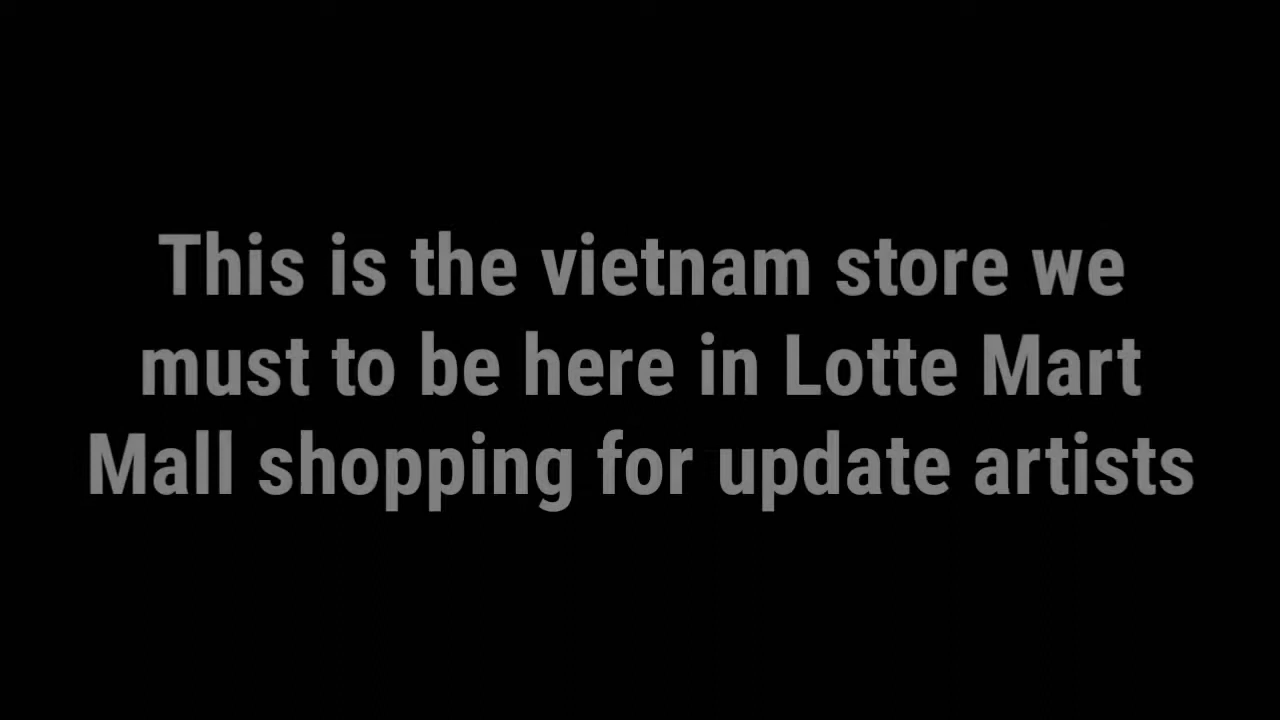 This is the vietnam store we
must to be here in Lotte Mart
Mall shopping for update artists